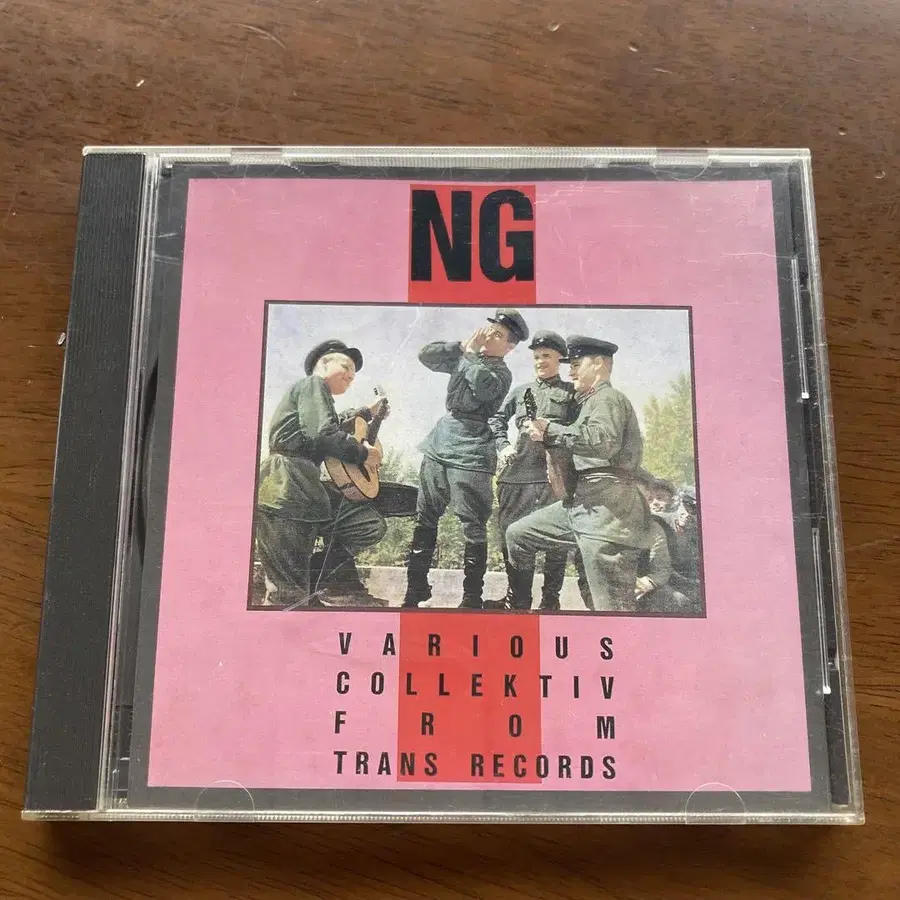 NG
VARIOUS
COLLEKTIV
FROM
TRANS RECORDS